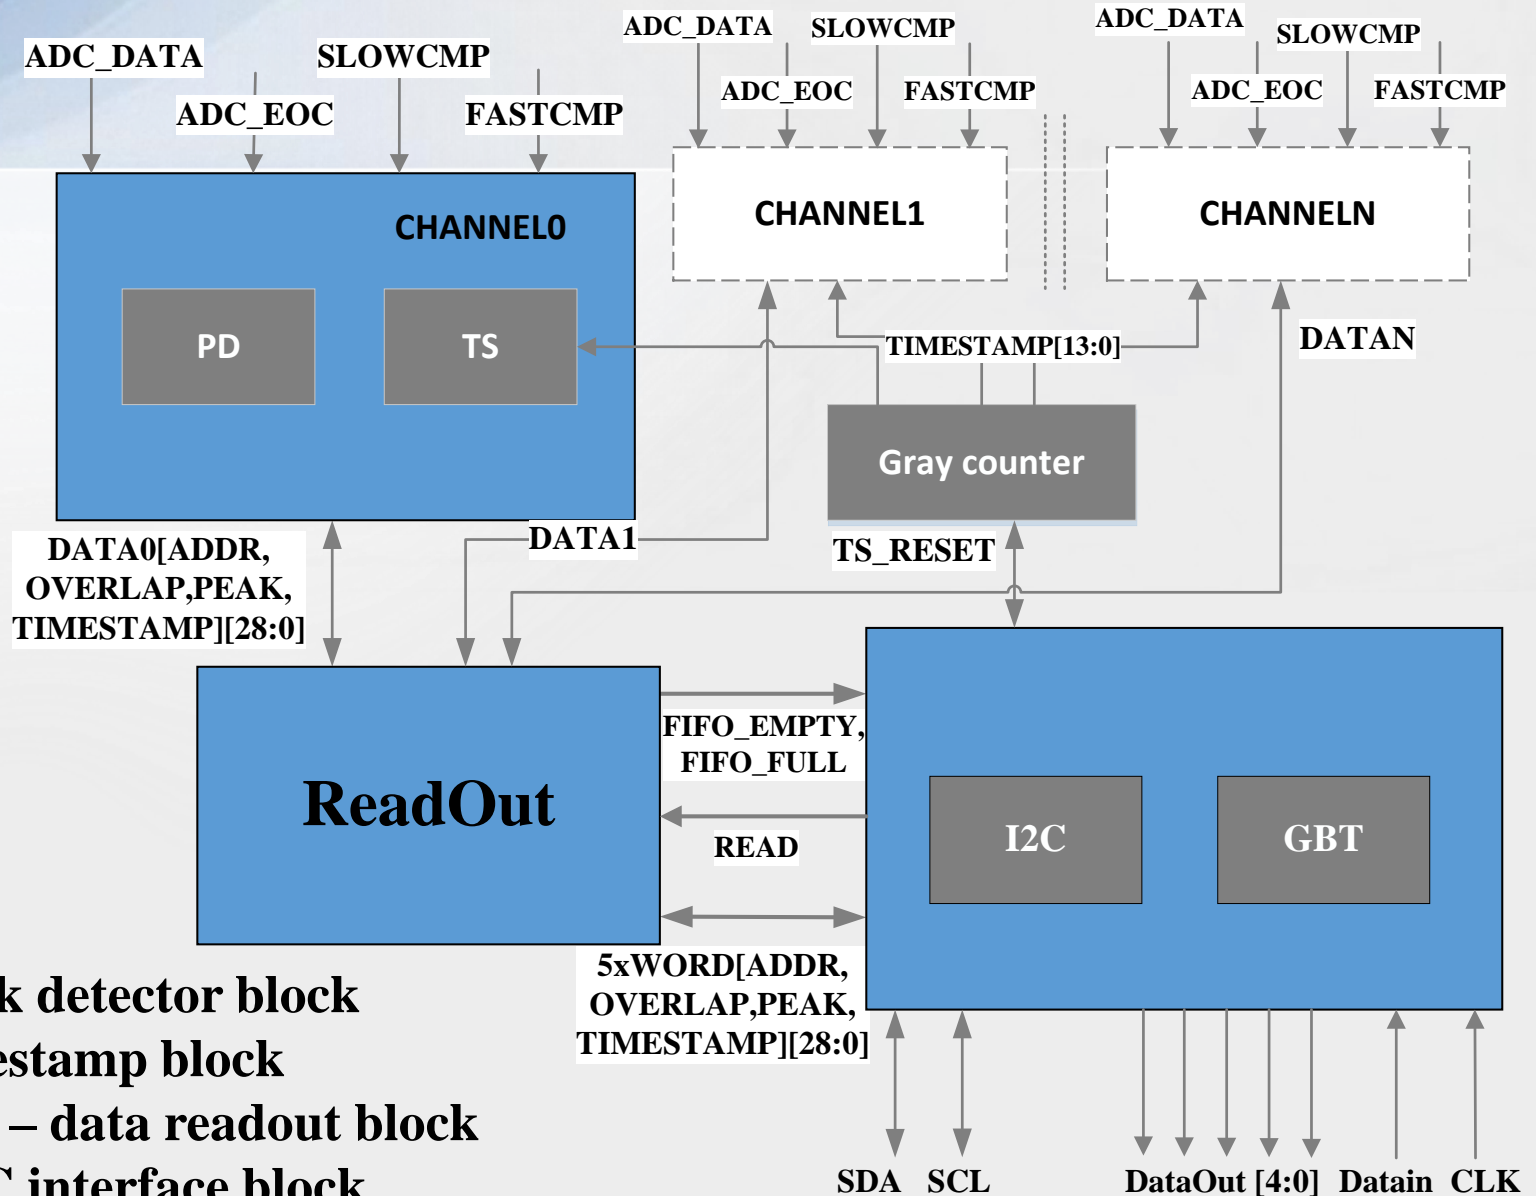 ADC_DATA
SLOWCMP
ADC_EOC
FASTCMP
ADC_DATA
SLOWCMP
ADC_EOC
FASTCMP
ADC_DATA
SLOWCMP
ADC_EOC
FASTCMP
CHANNEL0
CHANNEL1
CHANNELN
PD
TS
TIMESTAMP[13:0]
DATAN
Gray counter
DATA0[ADDR,
OVERLAP,PEAK,
TIMESTAMP][28:0]
DATA1
TS_RESET
ReadOut
FIFO_EMPTY,
FIFO_FULL
READ
I2C
GBT
5xWORD[ADDR,
OVERLAP,PEAK,
TIMESTAMP][28:0]
detector block
block
– data readout block
interface block
SDA SCL DataOut [4:0] Datain CLK